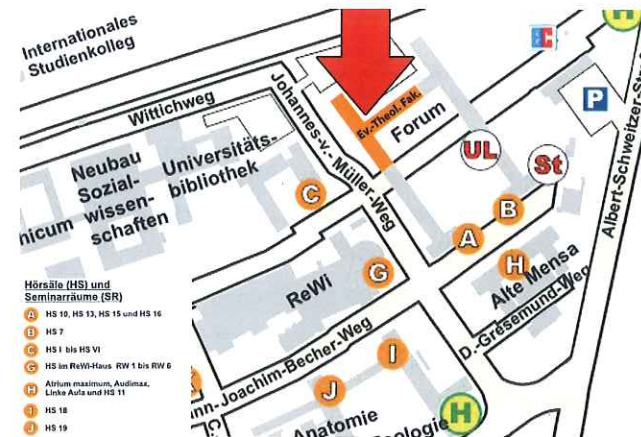 Internationales
Studienkolleg
Wittichweg
Johannes-v.- Müller-Weg
Ev.-Theol. Fak.
Forum
P
Albert-Schweitzer-
H
UL
St
Neubau
Sozial-
wissen-
schaften
Universitäts-
bibliothek
nicum
C
B
A
H
Alte Mensa
G
ReWi
D.-Gresemund-Weg
nn-Joachim-Becher-Weg
I
J
H
Anatomie
Hörsäle (HS) und
Seminarräume (SR)
A HS 10, HS 13, HS 15 und HS 16
B HS 7
C HS I bis HS VI
G HS im ReWi-Haus RW 1 bis RW 6
H Atrium maximum, Audimax,
Linke Aula und HS 11
I HS 18
J HS 19